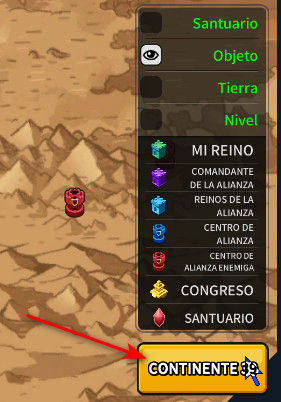 Santuario
Objeto
Tierra
Nivel
MI REINO
COMANDANTE
DE LA ALIANZA
REINOS DE LA
ALIANZA
CENTRO DE
ALIANZA
CENTRO DE
ALIANZA ENEMIGA
CONGRESO
SANTUARIO
CONTINENTE